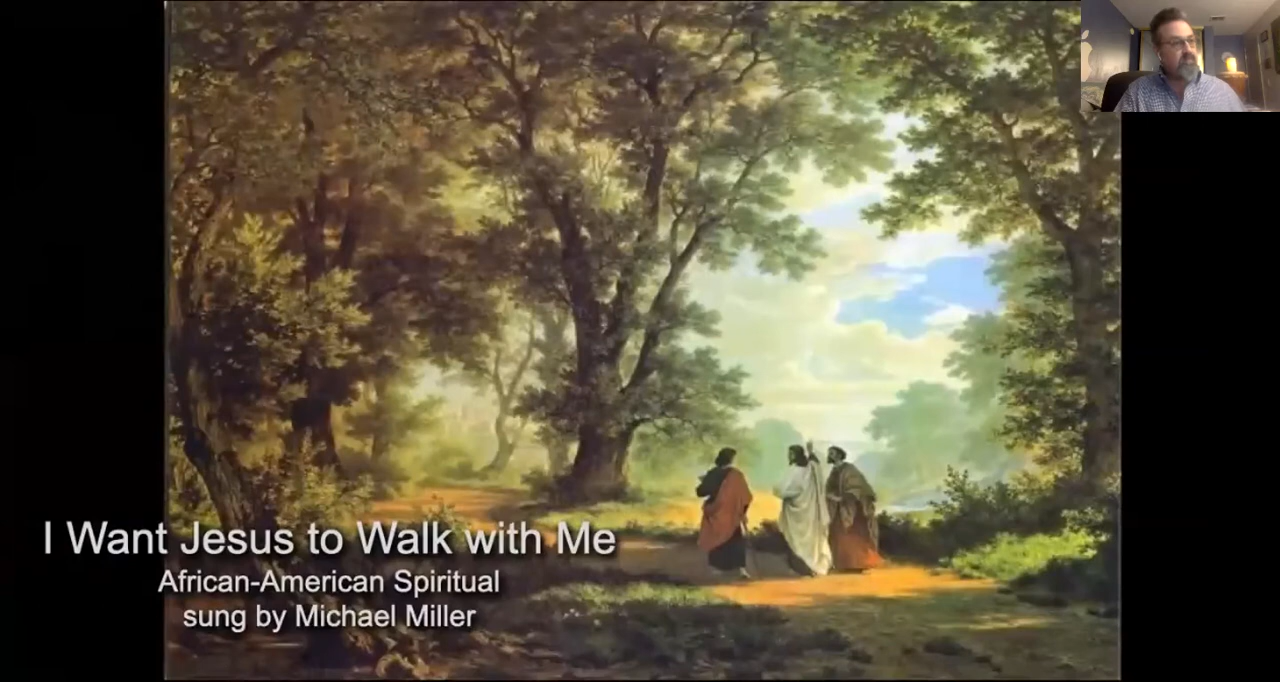 I Want Jesus to Walk with Me
African-American Spiritual
sung by Michael Miller